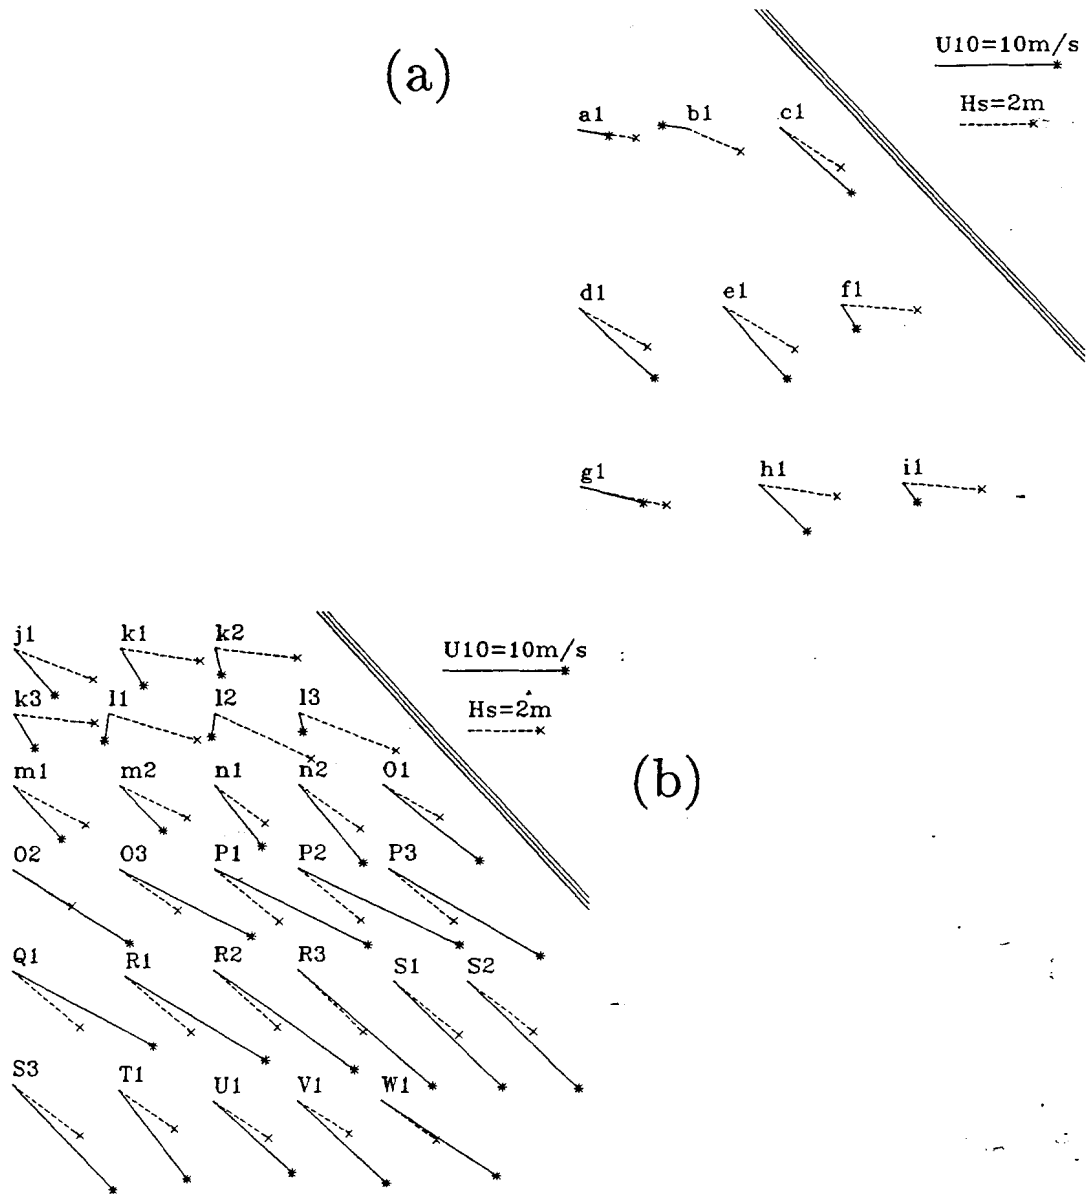 (a)
U10=10m/s
Hs=2m
a1 b1 c1
d1 e1 f1
g1 h1 i1
j1 k1 k2
U10=10m/s
k3 l1 l2 l3
Hs=2m
(b)
m1 m2 n1 n2 O1
O2 O3 P1 P2 P3
Q1 R1 R2 R3 S1 S2
S3 T1 U1 V1 W1